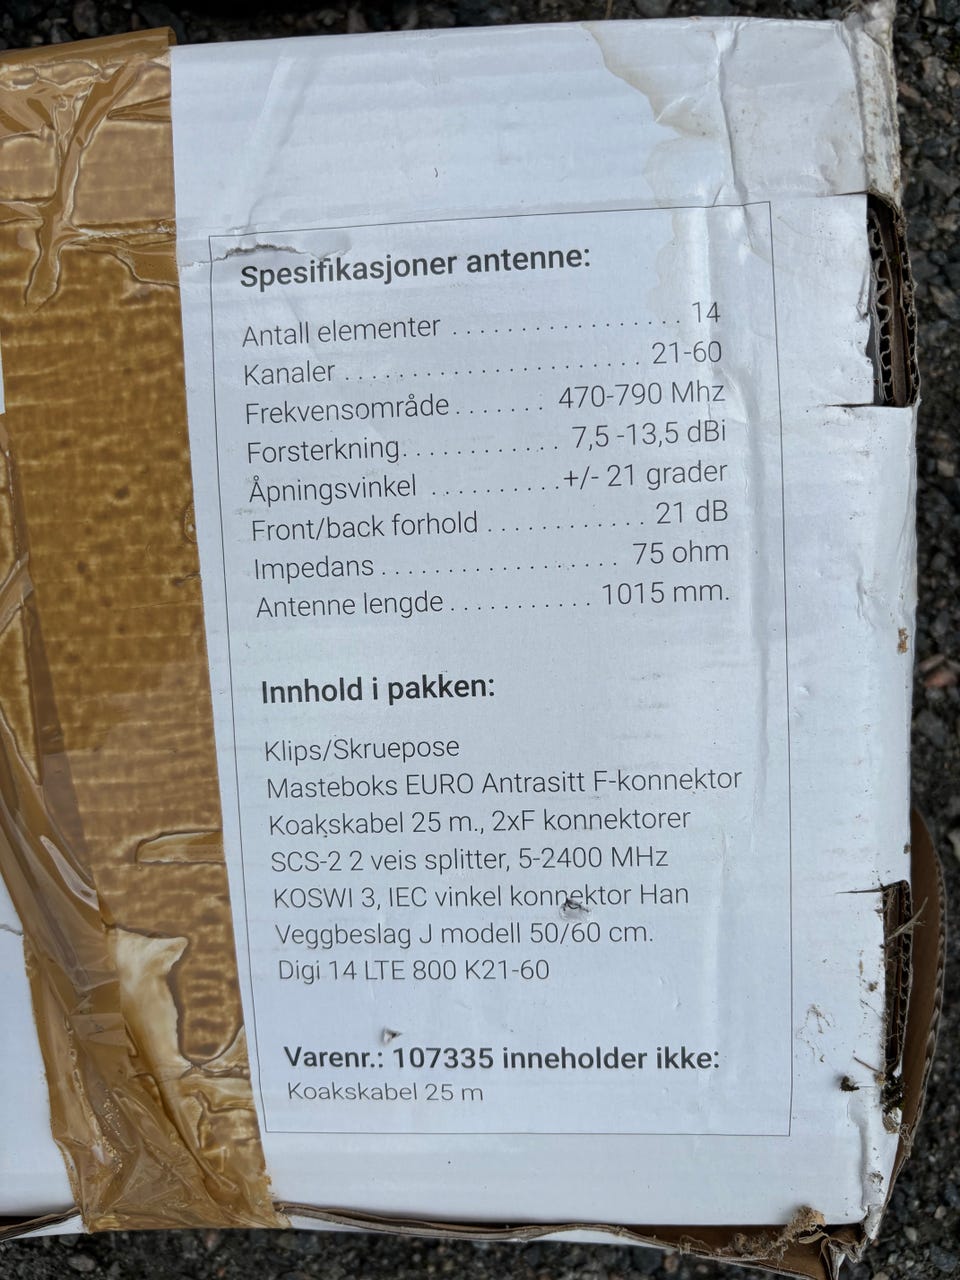 Spesifikasjoner antenne:
Antall elementer . . . . . . . . . . . . . . . . . . 14
Kanaler . . . . . . . . . . . . . . . . . . . . . . . 21-60
Frekvensområde . . . . . . . 470-790 Mhz
Forsterkning. . . . . . . . . . . . 7,5 -13,5 dBi
Åpningsvinkel . . . . . . . . . . +/- 21 grader
Front/back forhold . . . . . . . . . . . . 21 dB
Impedans . . . . . . . . . . . . . . . . . . 75 ohm
Antenne lengde . . . . . . . . . . . 1015 mm.
Innhold i pakken:
Klips/Skruepose
Masteboks EURO Antrasitt F-konnektor
Koakskabel 25 m., 2xF konnektorer
SCS-2 2 veis splitter, 5-2400 MHz
KOSWI 3, IEC vinkel konnektor Han
Veggbeslag J modell 50/60 cm.
Digi 14 LTE 800 K21-60
Varenr.: 107335 inneholder ikke:
Koakskabel 25 m